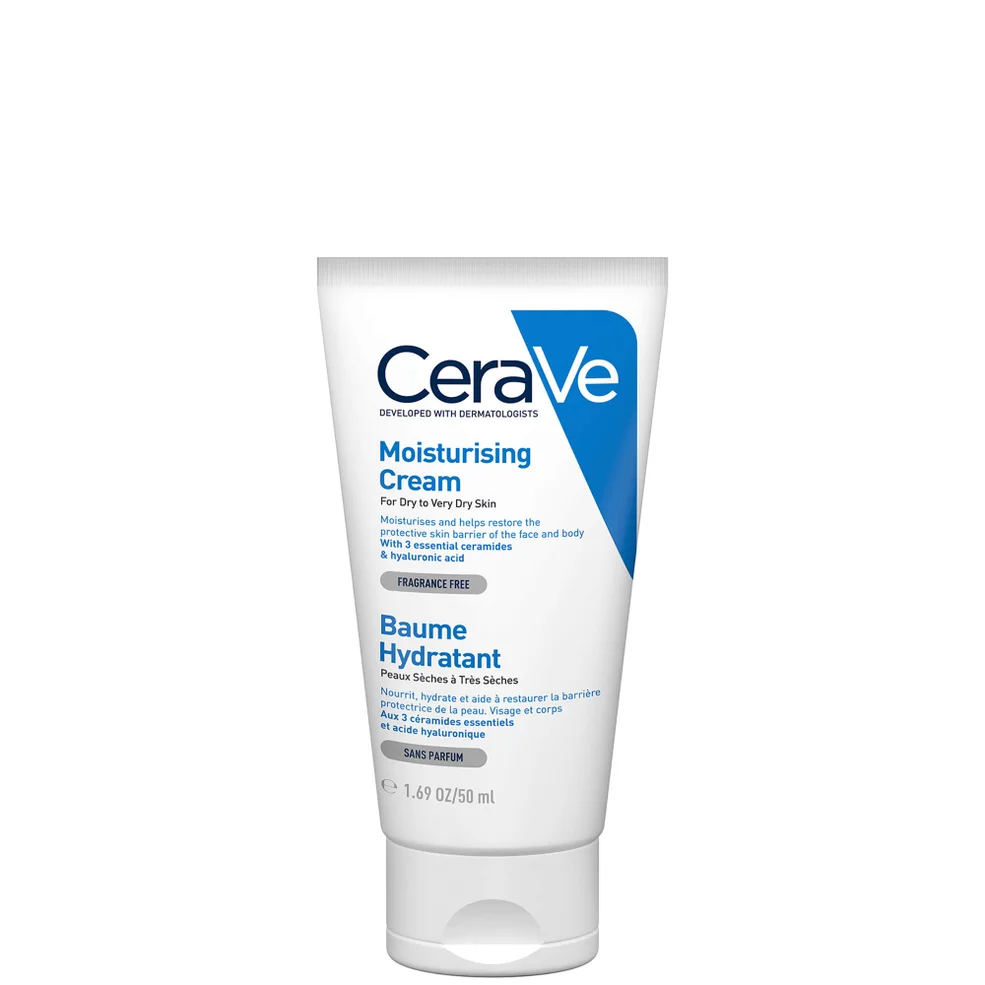 CeraVe
DEVELOPED WITH DERMATOLOGISTS
Moisturising
Cream
For Dry to Very Dry Skin
Moisturises and helps restore the
protective skin barrier of the face and body
With 3 essential ceramides
& hyaluronic acid
FRAGRANCE FREE
Baume
Hydratant
Peaux Sèches à Très Sèches
Nourrit, hydrate et aide à restaurer la barrière
protectrice de la peau. Visage et corps
Aux 3 céramides essentiels
et acide hyaluronique
SANS PARFUM
℮ 1.69 OZ/50 ml